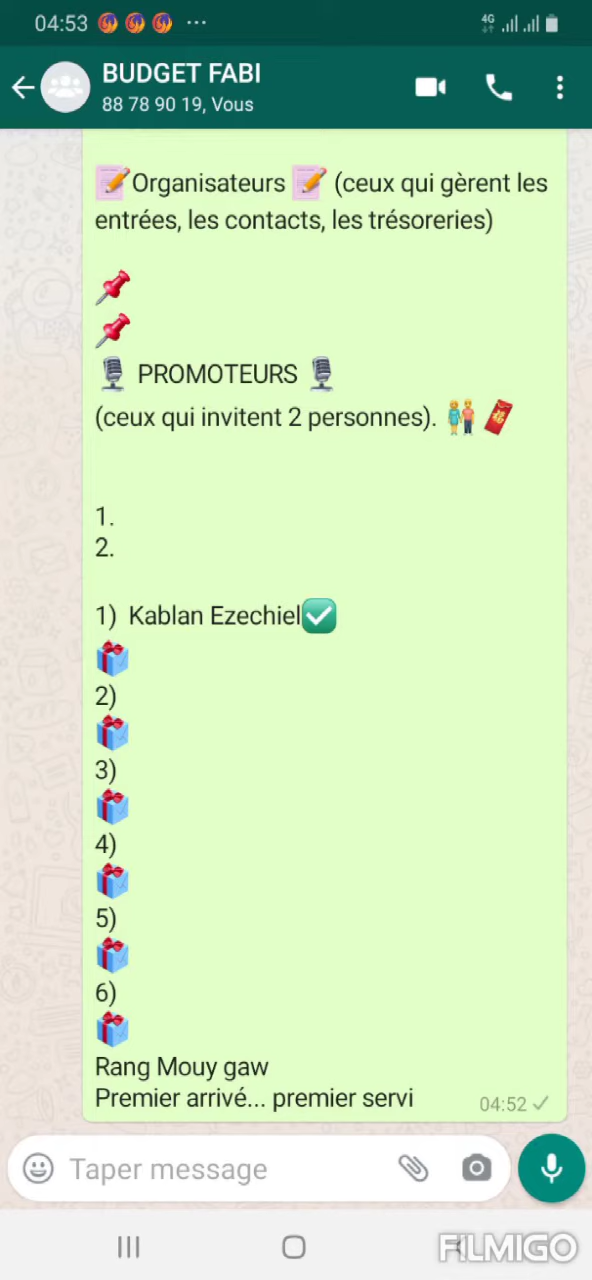 04:53
4G
BUDGET FABI
88 78 90 19, Vous
📝Organisateurs 📝 (ceux qui gèrent les
entrées, les contacts, les trésoreries)
📌
📌
🎙 PROMOTEURS 🎙
(ceux qui invitent 2 personnes). 👫 🧧
1.
2.
1) Kablan Ezechiel✅
🎁
2)
🎁
3)
🎁
4)
🎁
5)
🎁
6)
🎁
Rang Mouy gaw
Premier arrivé... premier servi
04:52
Taper message
FILMIGO